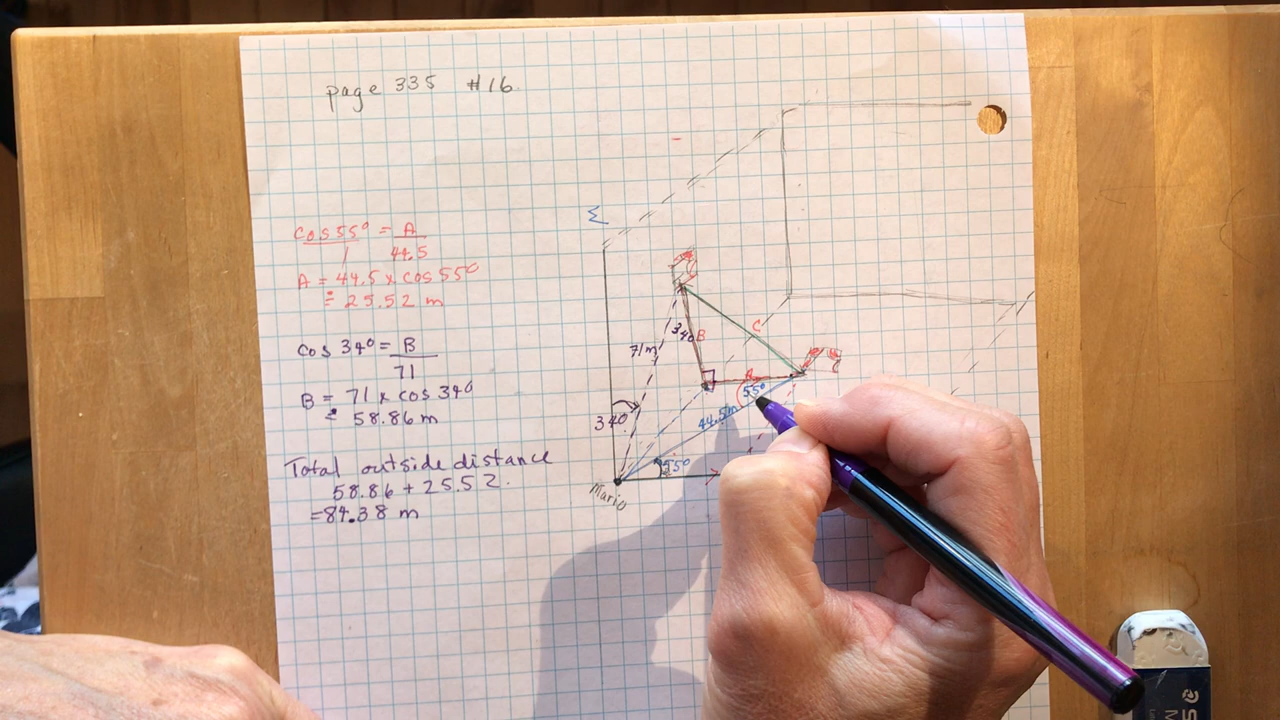 page 335 #16
cos 55° = A
1 44.5
A = 44.5 x cos 55°
≐ 25.52 m
cos 34° = B
71
B = 71 x cos 34°
≐ 58.86 m
Total outside distance
58.86 + 25.52.
= 84.38 m
Σ
34° B
C
71m
A
55°
44.5m
34°
55°
Mario